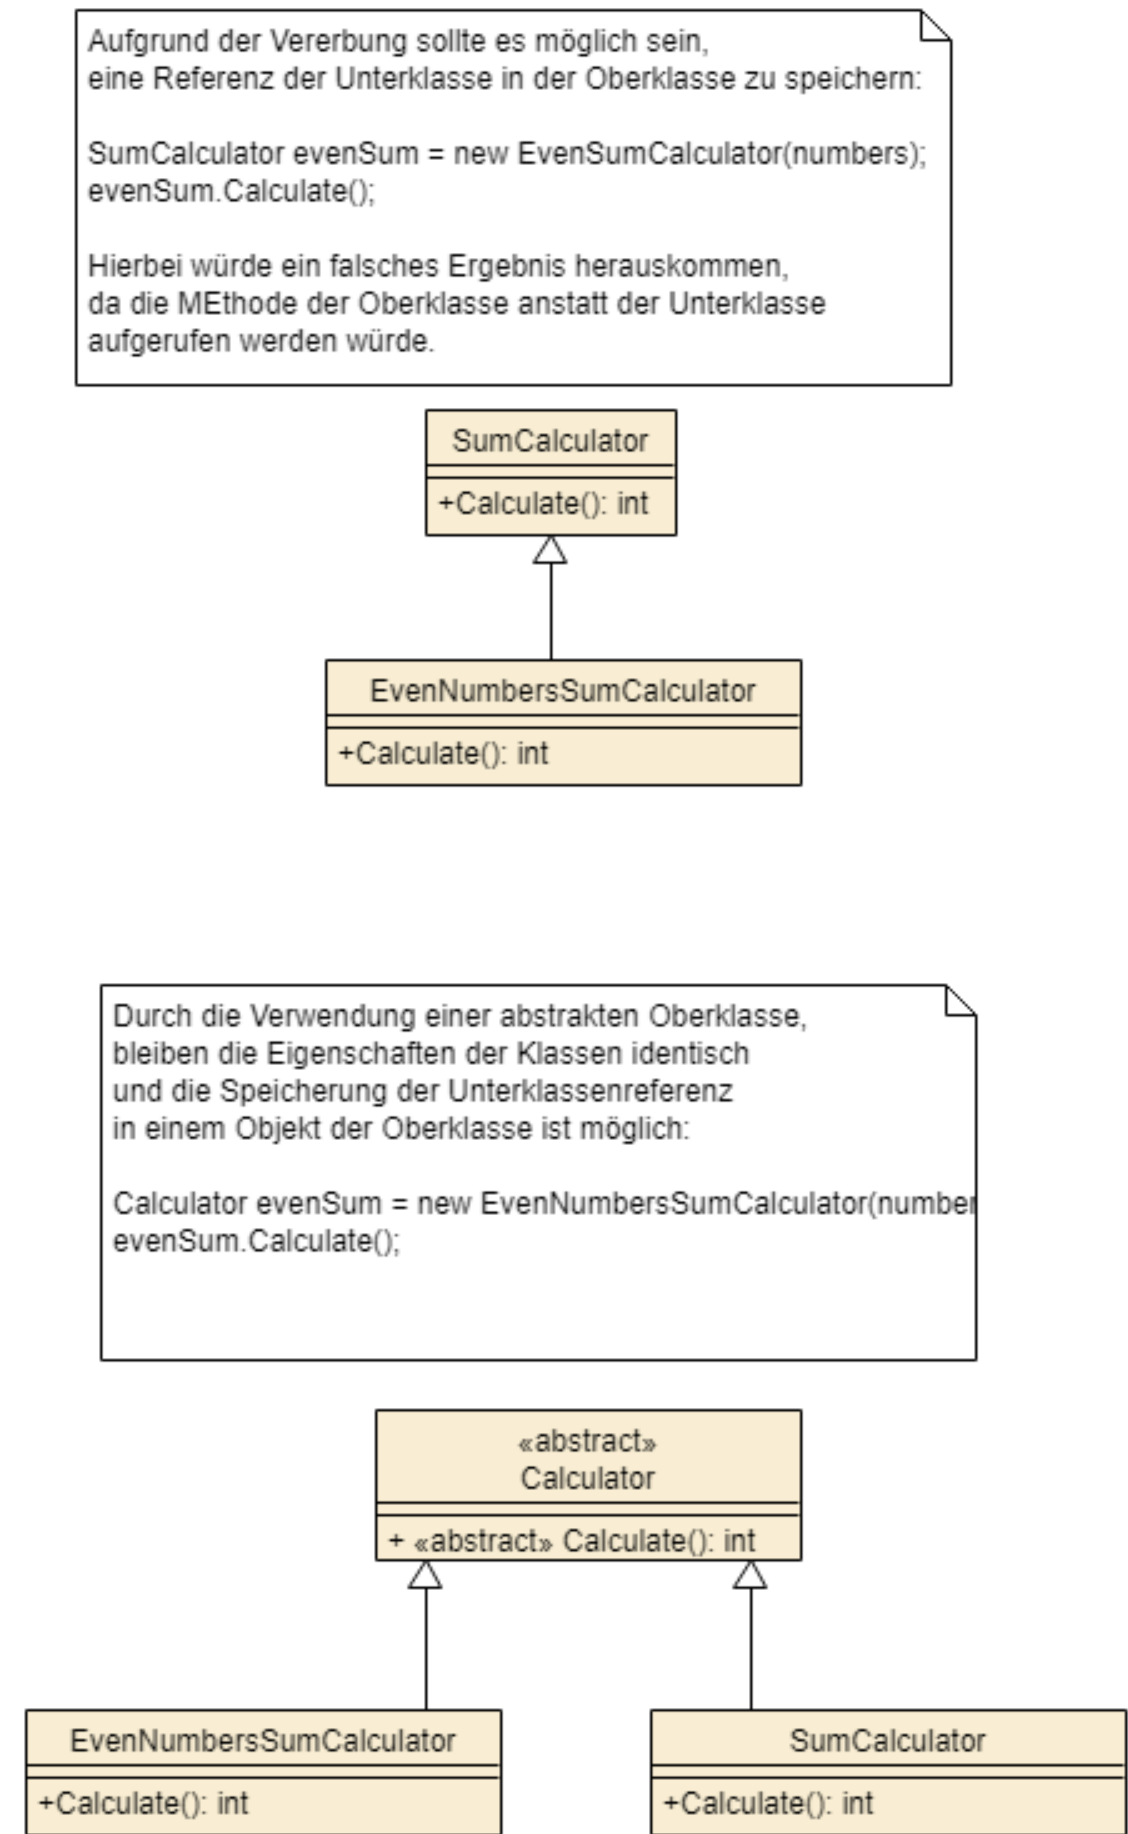 Aufgrund der Vererbung sollte es möglich sein,
eine Referenz der Unterklasse in der Oberklasse zu speichern:
SumCalculator evenSum = new EvenSumCalculator(numbers);
evenSum.Calculate();
Hierbei würde ein falsches Ergebnis herauskommen,
da die MEthode der Oberklasse anstatt der Unterklasse
aufgerufen werden würde.
SumCalculator
+Calculate(): int
EvenNumbersSumCalculator
+Calculate(): int
Durch die Verwendung einer abstrakten Oberklasse,
bleiben die Eigenschaften der Klassen identisch
und die Speicherung der Unterklassenreferenz
in einem Objekt der Oberklasse ist möglich:
Calculator evenSum = new EvenNumbersSumCalculator(number
evenSum.Calculate();
«abstract»
Calculator
+ «abstract» Calculate(): int
EvenNumbersSumCalculator
+Calculate(): int
SumCalculator
+Calculate(): int